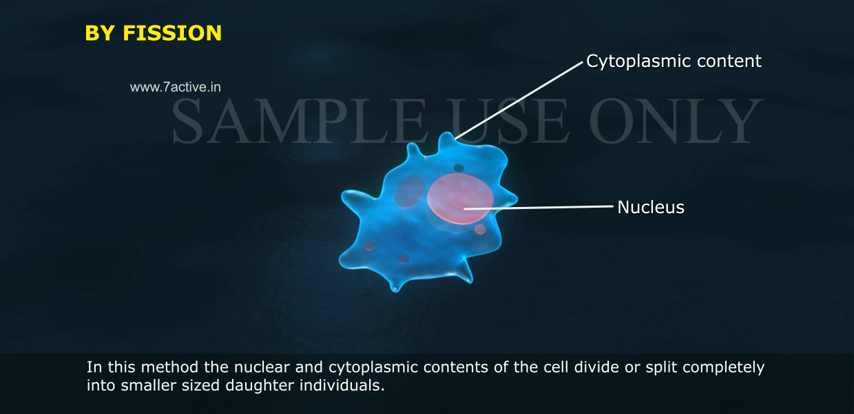 BY FISSION
Cytoplasmic content
www.7active.in
SAMPLE USE ONLY
Nucleus
In this method the nuclear and cytoplasmic contents of the cell divide or split completely
into smaller sized daughter individuals.